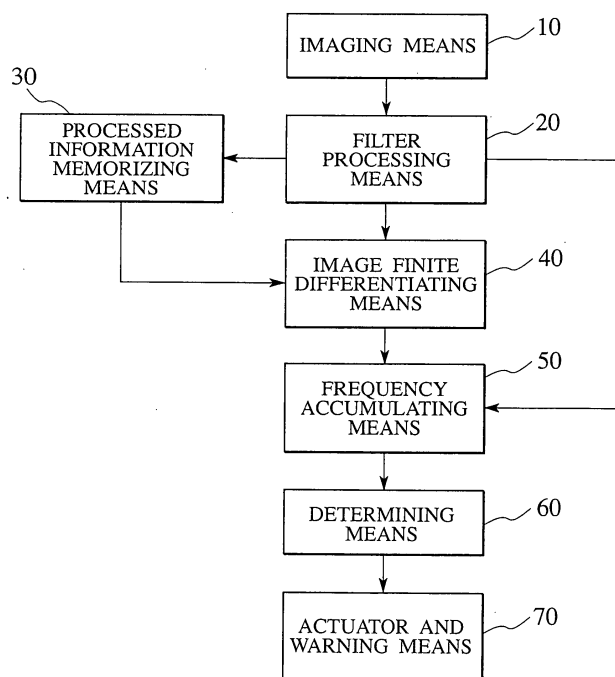 10
IMAGING MEANS
30
20
PROCESSED
INFORMATION
MEMORIZING
MEANS
FILTER
PROCESSING
MEANS
40
IMAGE FINITE
DIFFERENTIATING
MEANS
50
FREQUENCY
ACCUMULATING
MEANS
60
DETERMINING
MEANS
70
ACTUATOR AND
WARNING MEANS